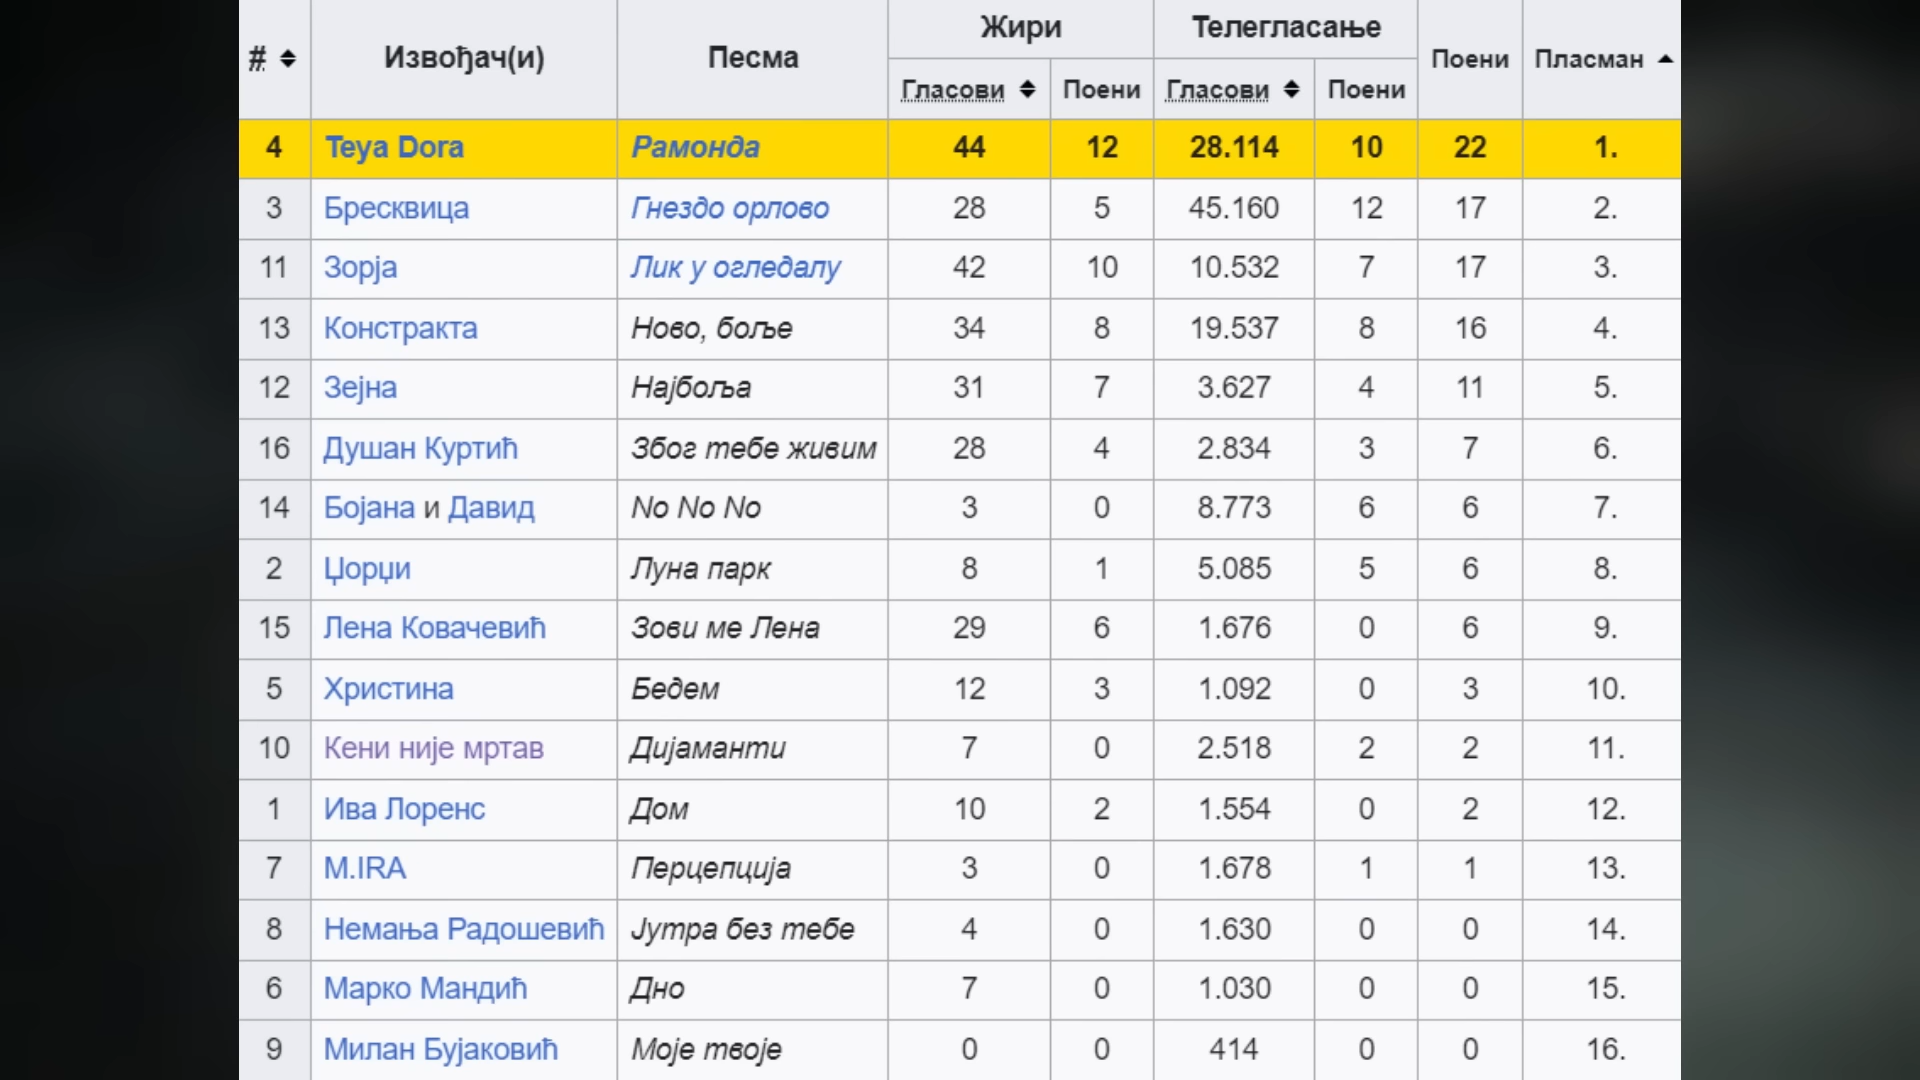 # Извођач(и) Песма Жири Телегласање Поени Пласман
Гласови Поени Гласови Поени
4 Teya Dora Рамонда 44 12 28.114 10 22 1.
3 Бресквица Гнездо орлово 28 5 45.160 12 17 2.
11 Зорја Лик у огледалу 42 10 10.532 7 17 3.
13 Констракта Ново, боље 34 8 19.537 8 16 4.
12 Зејна Најбоља 31 7 3.627 4 11 5.
16 Душан Куртић Због тебе живим 28 4 2.834 3 7 6.
14 Бојана и Давид No No No 3 0 8.773 6 6 7.
2 Џорџи Луна парк 8 1 5.085 5 6 8.
15 Лена Ковачевић Зови ме Лена 29 6 1.676 0 6 9.
5 Христина Бедем 12 3 1.092 0 3 10.
10 Кени није мртав Дијаманти 7 0 2.518 2 2 11.
1 Ива Лоренс Дом 10 2 1.554 0 2 12.
7 M.IRA Перцепција 3 0 1.678 1 1 13.
8 Немања Радошевић Јутра без тебе 4 0 1.630 0 0 14.
6 Марко Мандић Дно 7 0 1.030 0 0 15.
9 Милан Бујаковић Моје твоје 0 0 414 0 0 16.